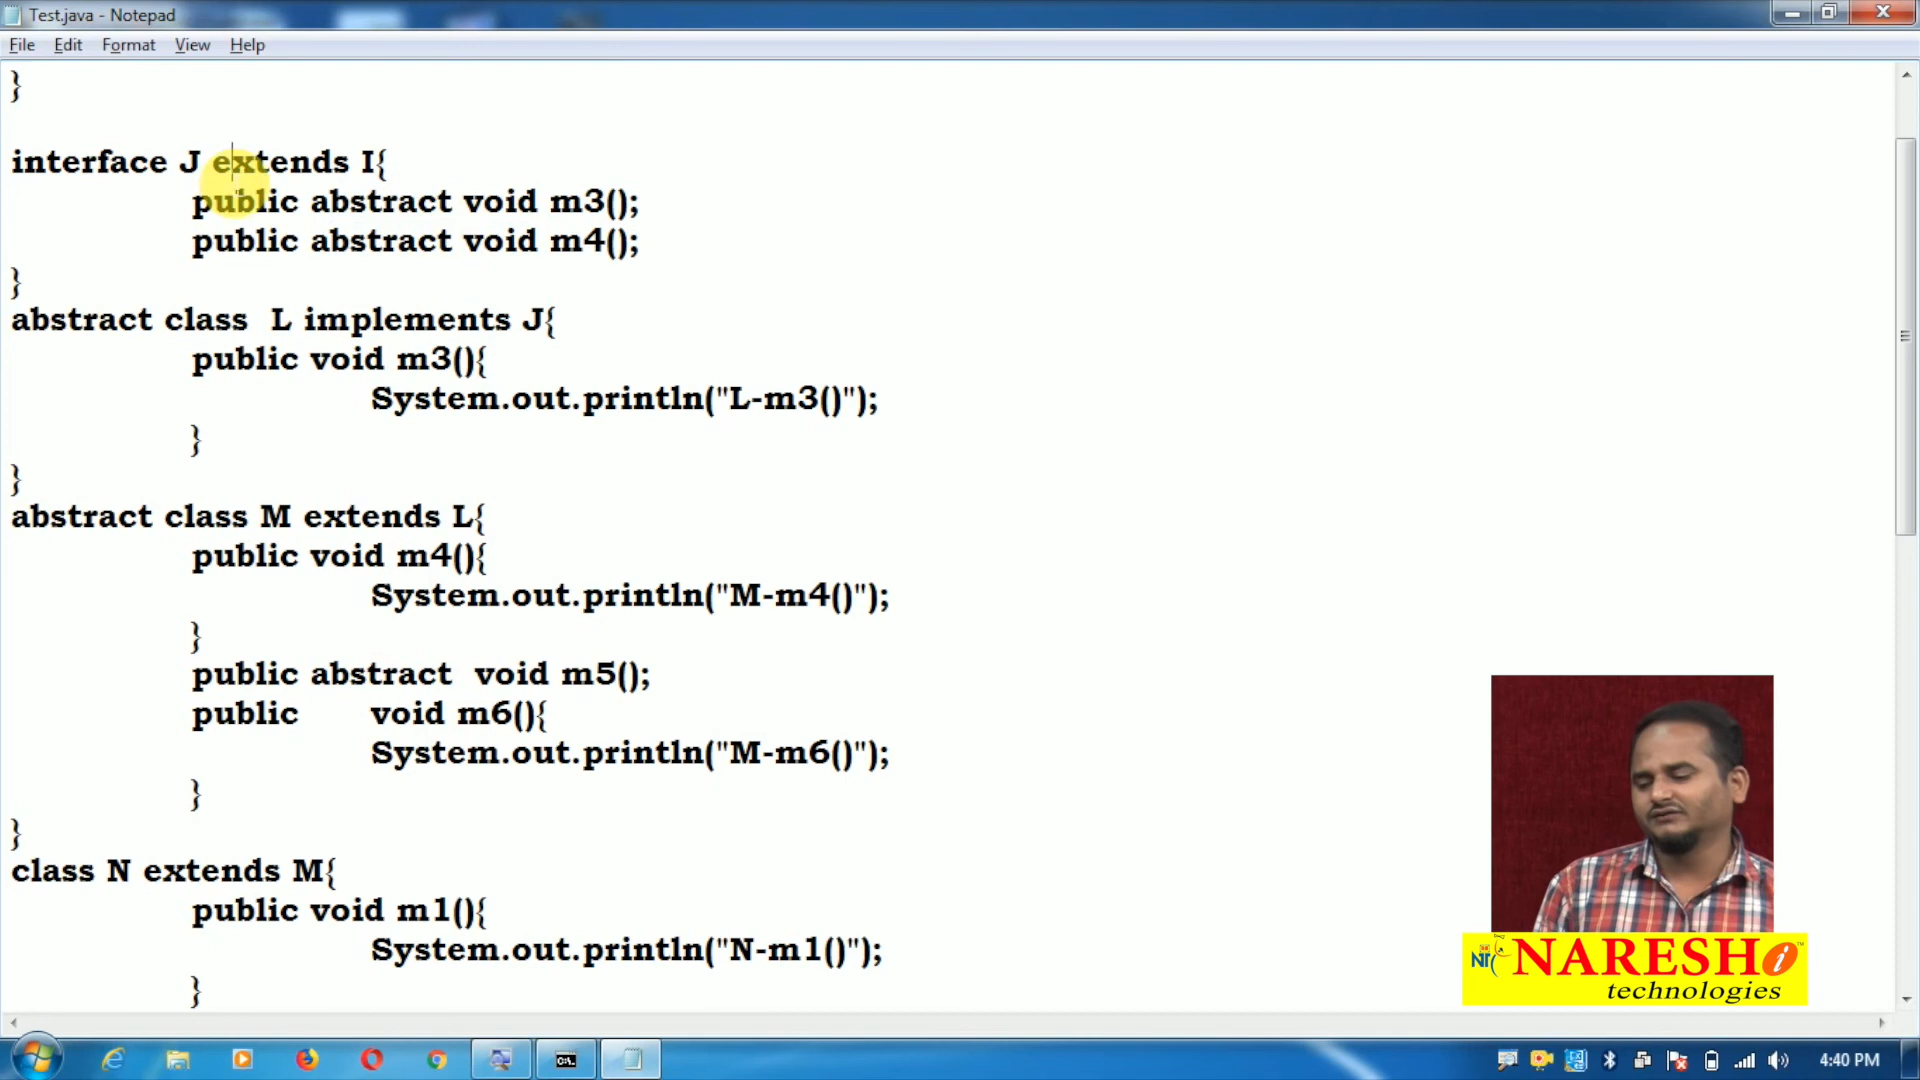 Test.java - Notepad
File Edit Format View Help
}
interface J extends I{
public abstract void m3();
public abstract void m4();
}
abstract class  L implements J{
public void m3(){
System.out.println("L-m3()");
}
}
abstract class M extends L{
public void m4(){
System.out.println("M-m4()");
}
public abstract  void m5();
public void m6(){
System.out.println("M-m6()");
}
}
class N extends M{
public void m1(){
System.out.println("N-m1()");
}
NARESH i
technologies
4:40 PM